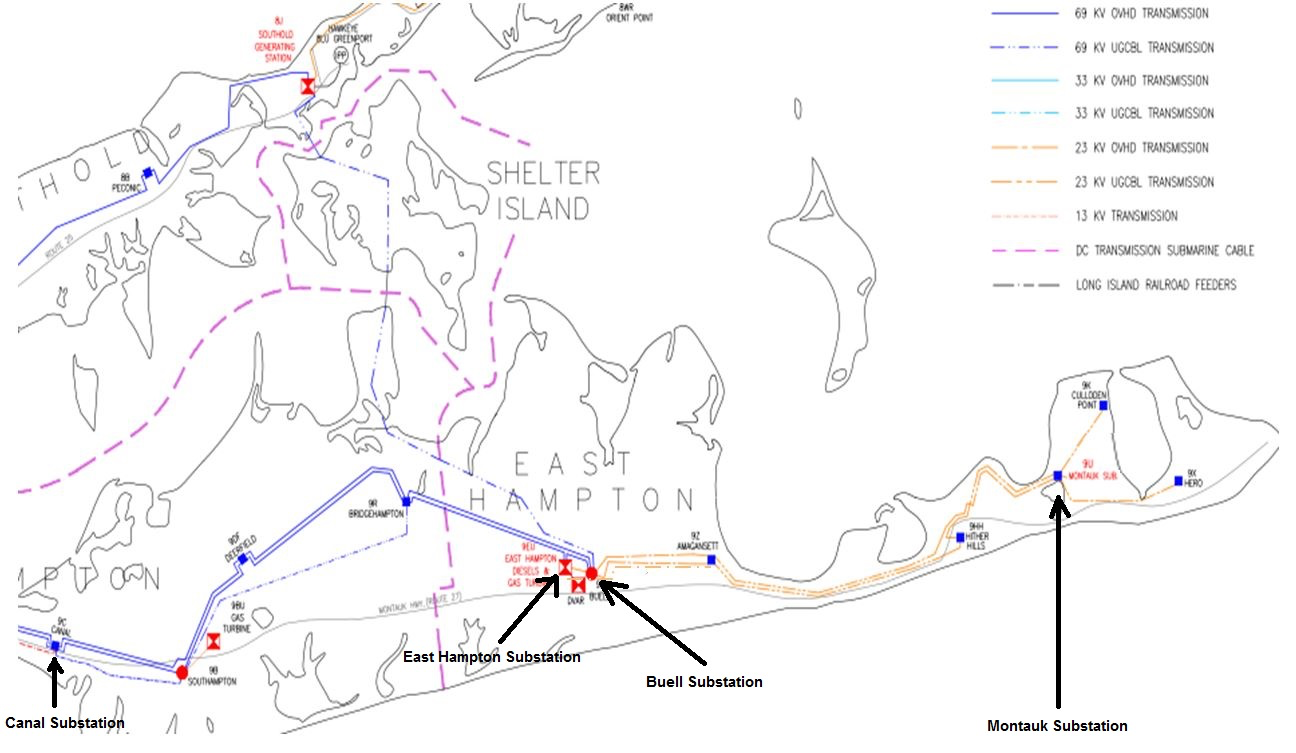 8J
SOUTHOLD
GENERATING
STATION
HAWKEYE
8LU GREENPORT
IPP
8WR
ORIENT POINT
69 KV OVHD TRANSMISSION
69 KV UGCBL TRANSMISSION
33 KV OVHD TRANSMISSION
33 KV UGCBL TRANSMISSION
23 KV OVHD TRANSMISSION
23 KV UGCBL TRANSMISSION
13 KV TRANSMISSION
DC TRANSMISSION SUBMARINE CABLE
LONG ISLAND RAILROAD FEEDERS
THOLD
8B
PECONIC
ROUTE 25
SHELTER
ISLAND
EAST
HAMPTON
9R
BRIDGEHAMPTON
9DF
DEERFIELD
PTON
9BU
GAS
TURBINE
9C
CANAL
9B
SOUTHAMPTON
MONTAUK HWY. (ROUTE 27)
9EU
EAST HAMPTON
DIESELS &
GAS
DVAR
BUELL
9Z
AMAGANSETT
9HH
HITHER
HILLS
9K
CULLODEN
POINT
9U
MONTAUK SUB.
9X
HERO
Canal Substation
East Hampton Substation
Buell Substation
Montauk Substation